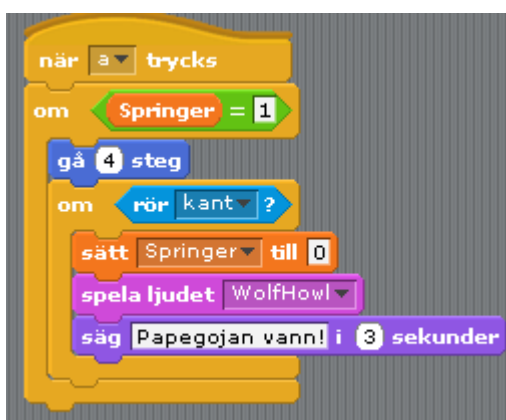 när a trycks
om Springer = 1
gå 4 steg
om rör kant ?
sätt Springer till 0
spela ljudet WolfHowl
säg Papegojan vann! i 3 sekunder